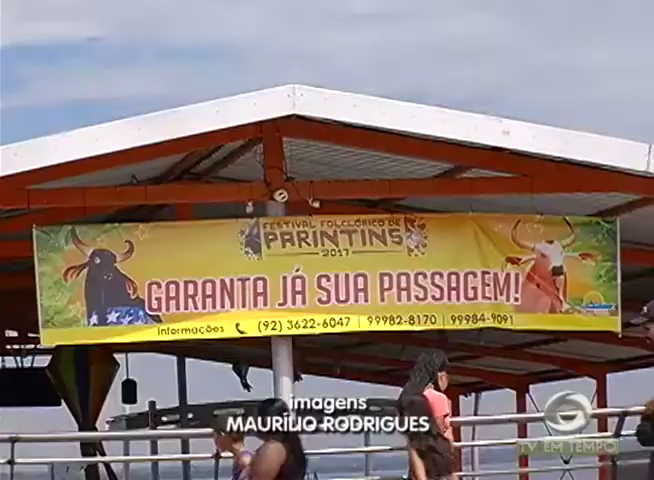 FESTIVAL FOLCLÓRICO DE
PARINTINS
2017
GARANTA JÁ SUA PASSAGEM!
Informações (92) 3622-6047 | 99982-8170 | 99984-9091
imagens
MAURÍLIO RODRIGUES
TV EM TEMPO